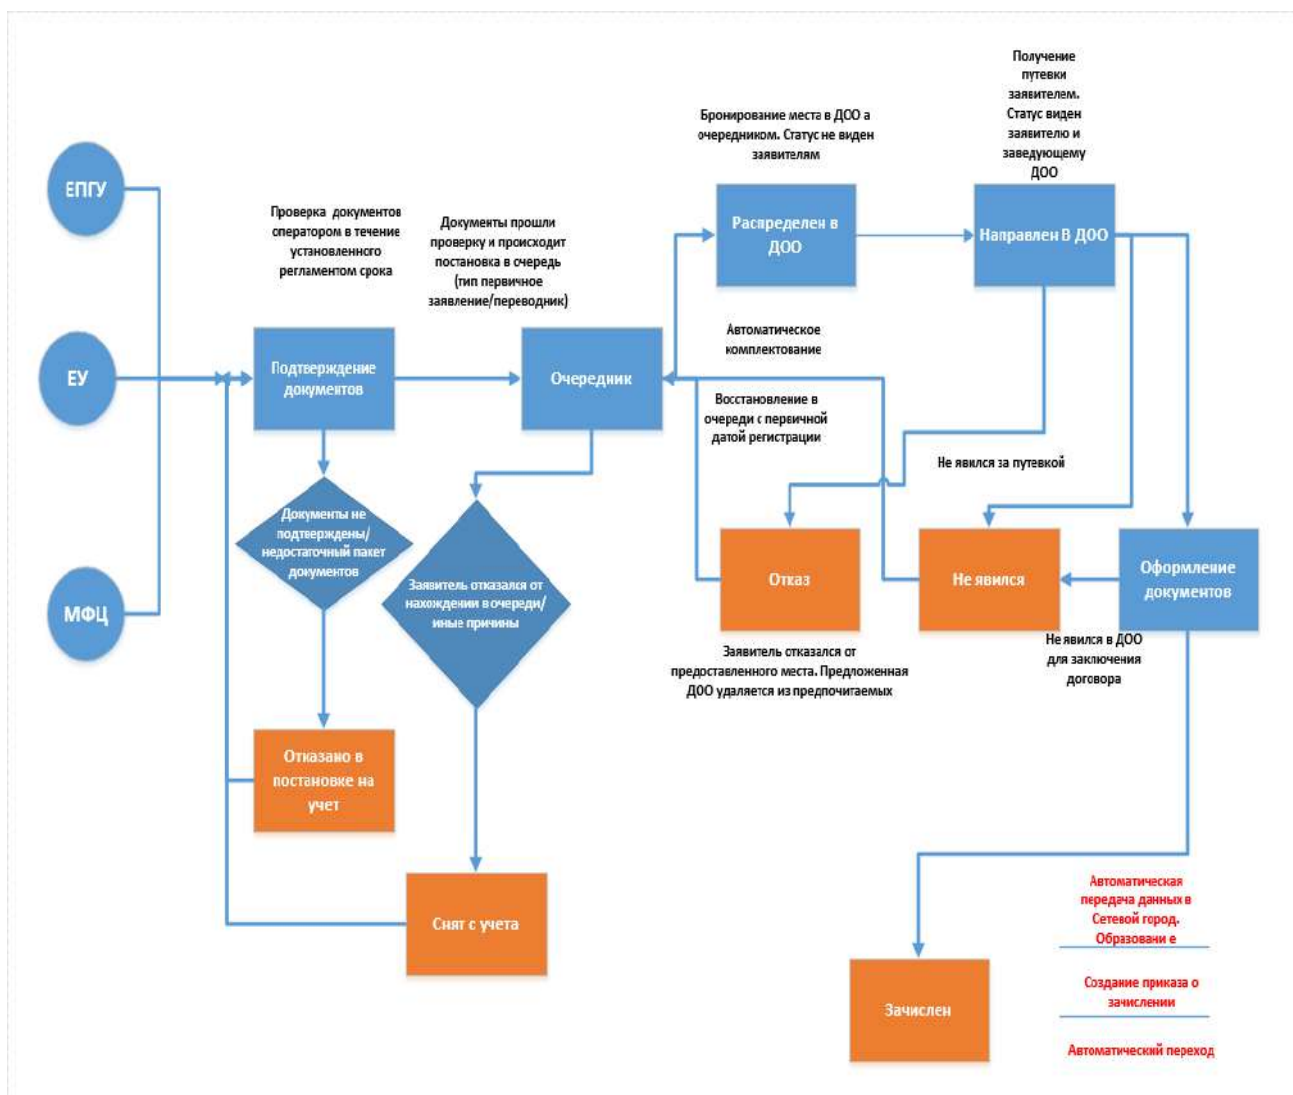 Получение
путевки
заявителем.
Статус виден
заявителю и
заведующему
ДОО
Бронирование места в ДОО а
очередником. Статус не виден
заявителям
ЕПГУ
Проверка документов
оператором в течение
установленного
регламентом срока
Документы прошли
проверку и происходит
постановка в очередь
(тип первичное
заявление/переводник)
Распределен в
ДОО
Направлен В ДОО
ЕУ
Подтверждение
документов
Очередник
Автоматическое
комплектование
Восстановление в
очереди с первичной
датой регистрации
Не явился за путевкой
Документы не
подтверждены/
недостаточный пакет
документов
Заявитель отказался от
нахождении в очереди/
иные причины
МФЦ
Отказ
Не явился
Оформление
документов
Заявитель отказался от
предоставленного места. Предложенная
ДОО удаляется из предпочитаемых
Не явился в ДОО
для заключения
договора
Отказано в
постановке на
учет
Снят с учета
Зачислен
Автоматическая
передача данных в
Сетевой город.
Образовани е
Создание приказа о
зачислении
Автоматический переход